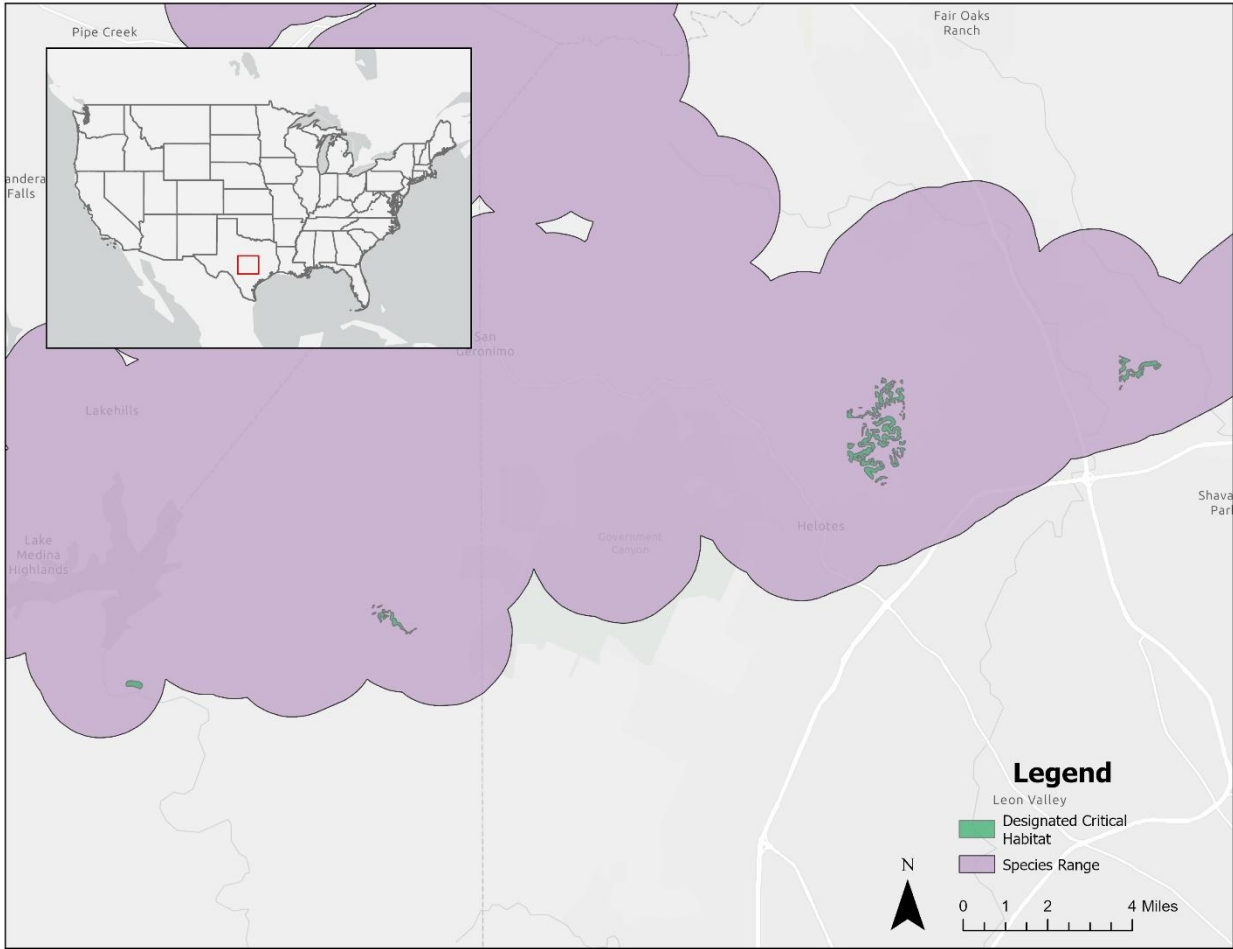 Pipe Creek
Fair Oaks
Ranch
andera
Falls
San
Geronimo
Lakehills
Lake
Medina
Highlands
Government
Canyon
Helotes
Shava
Park
Legend
Leon Valley
Designated Critical
Habitat
Species Range
N
0 1 2 4 Miles